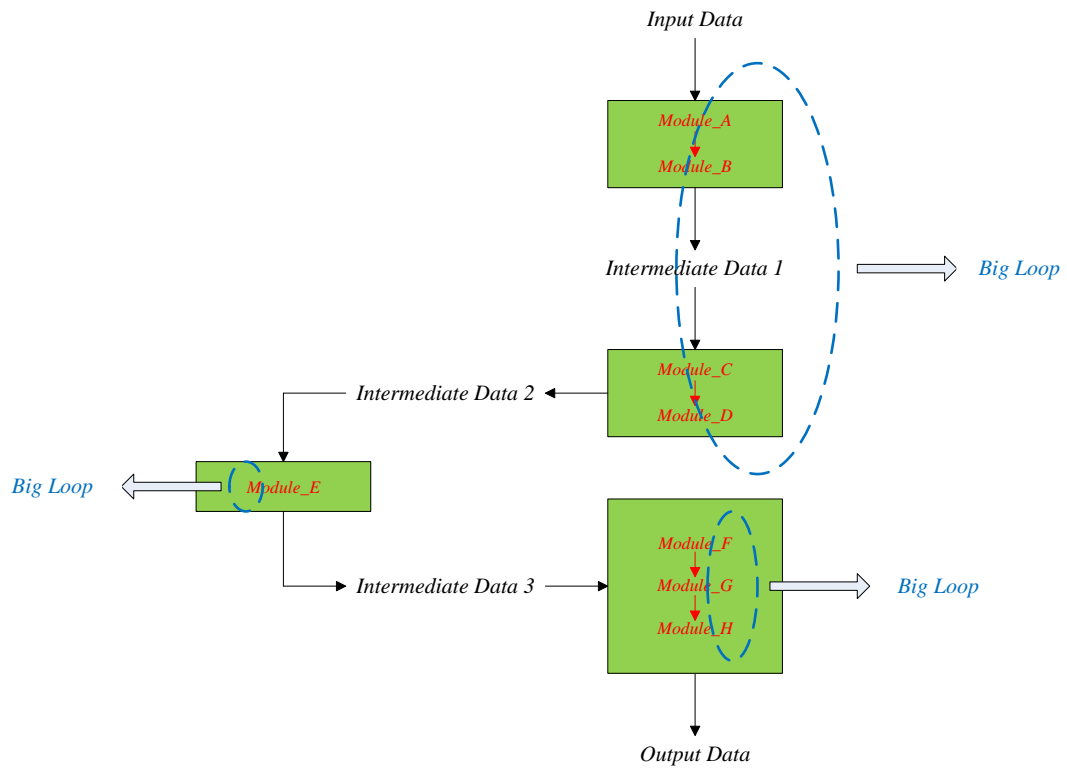 Input Data
Module_A
Module_B
Intermediate Data 1
Big Loop
Module_C
Intermediate Data 2
Module_D
Big Loop
Module_E
Module_F
Intermediate Data 3
Module_G
Big Loop
Module_H
Output Data